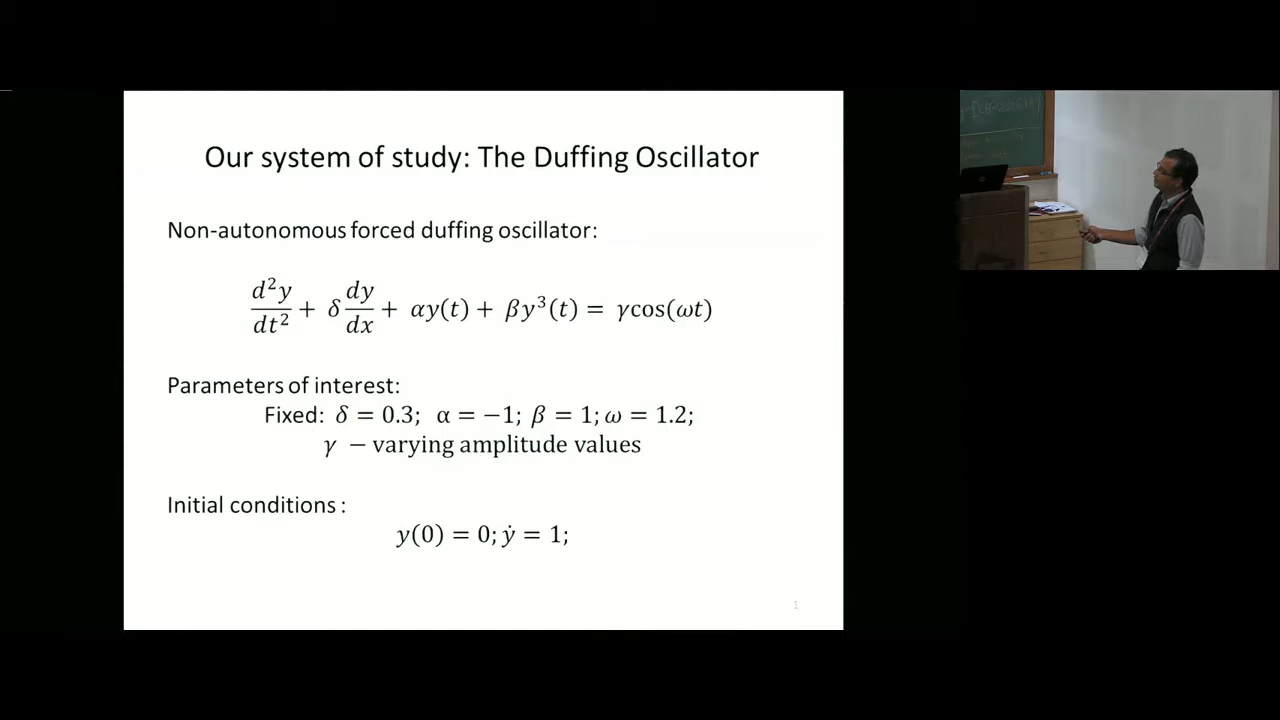 Our system of study: The Duffing Oscillator
Non-autonomous forced duffing oscillator:
d²y/dt² + δ dy/dx + αy(t) + βy³(t) = γcos(ωt)
Parameters of interest:
Fixed: δ = 0.3; α = −1; β = 1; ω = 1.2;
γ − varying amplitude values
Initial conditions :
y(0) = 0; ẏ = 1;
1